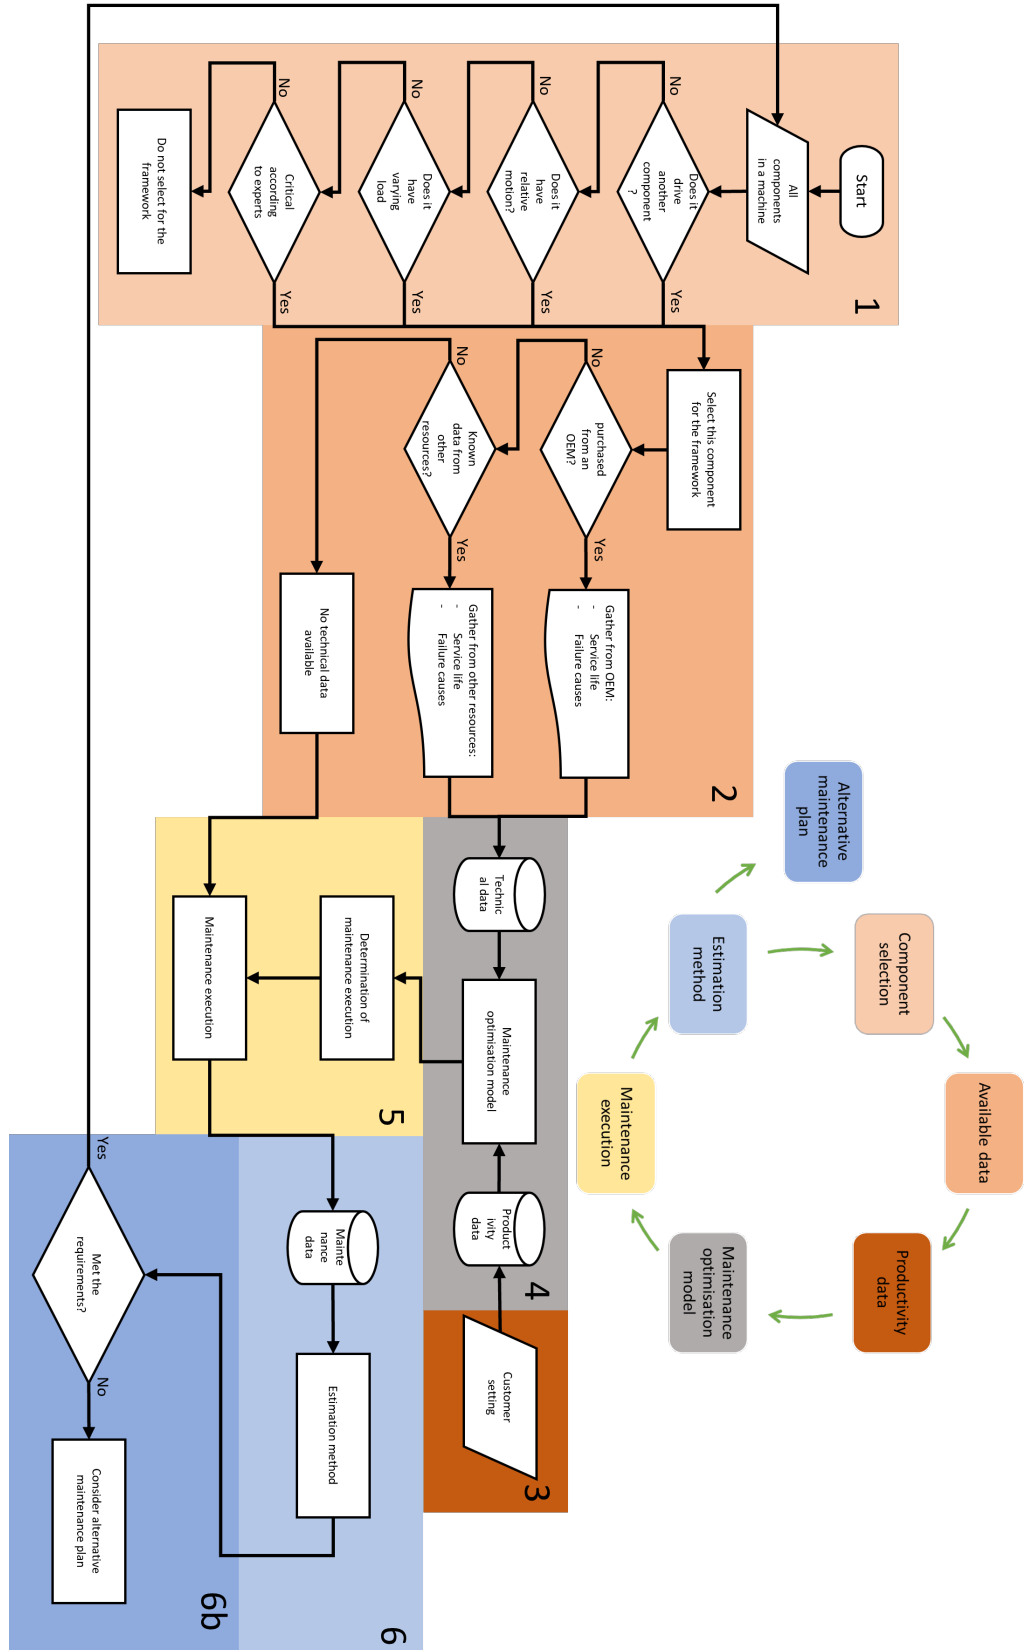 Start
All
components
in a machine
Does it
drive
another
component
?
No
Yes
Does it
have
relative
motion?
No
Yes
Does it
have
varying
load
No
Yes
Critical
according
to experts
No
Yes
Do not select for the
framework
1
Select this component
for the framework
purchased
from an
OEM?
No
Yes
Gather from OEM:
- Service life
- Failure causes
Known
data from
other
resources?
No
Yes
Gather from other resources:
- Service life
- Failure causes
No technical data
available
2
Technic
al data
Maintenance
optimisation model
Product
ivity
data
4
Customer
setting
3
Determination of
maintenance execution
Maintenance execution
5
Mainte
nance
data
Estimation method
6
Met the
requirements?
Yes
No
Consider alternative
maintenance plan
6b
Alternative
maintenance
plan
Component
selection
Available data
Productivity
data
Maintenance
optimisation
model
Maintenance
execution
Estimation
method